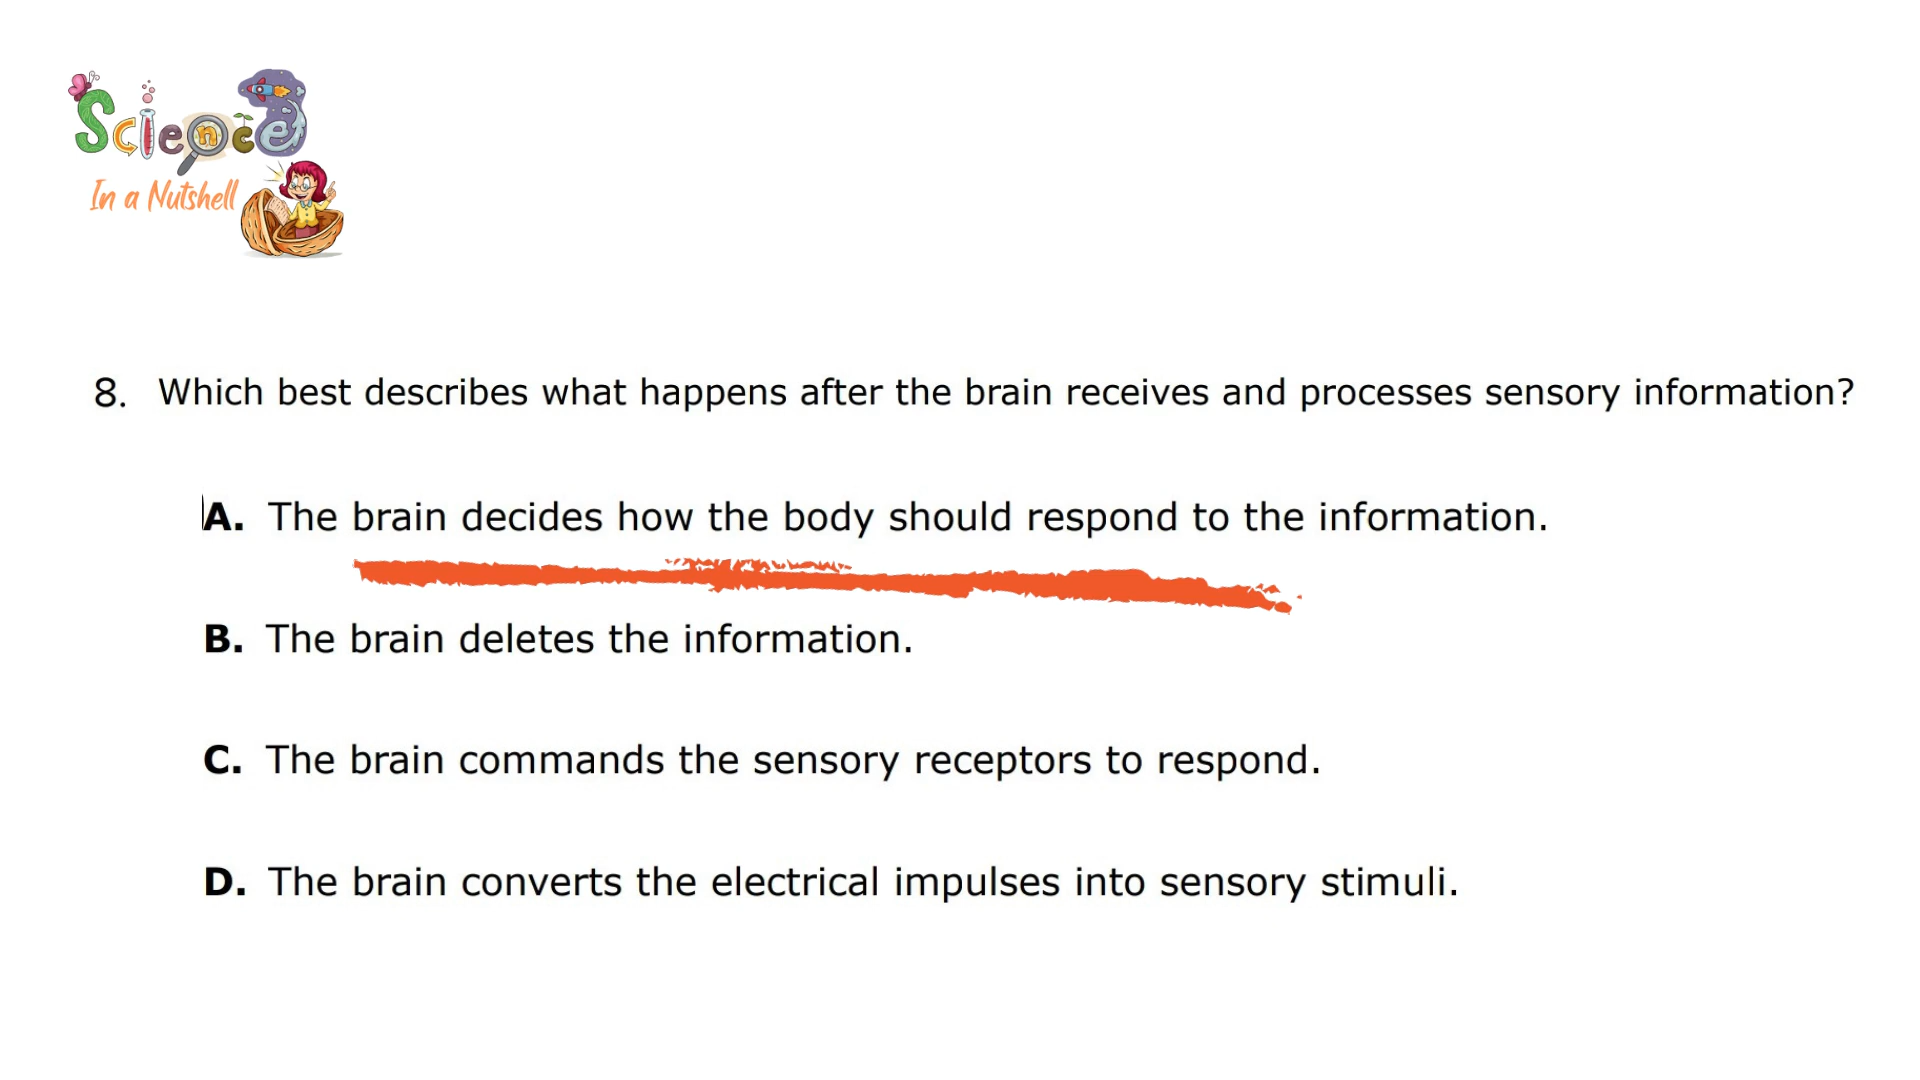 Science
In a Nutshell
8. Which best describes what happens after the brain receives and processes sensory information?
A. The brain decides how the body should respond to the information.
B. The brain deletes the information.
C. The brain commands the sensory receptors to respond.
D. The brain converts the electrical impulses into sensory stimuli.